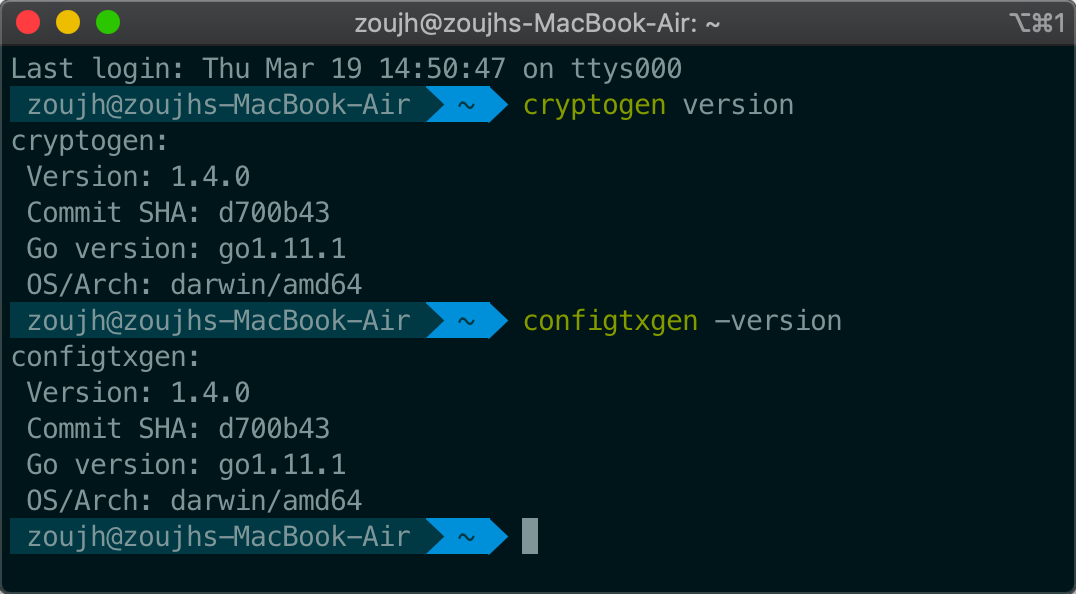 zoujh@zoujhs-MacBook-Air: ~ ⌥⌘1
Last login: Thu Mar 19 14:50:47 on ttys000
zoujh@zoujhs-MacBook-Air ~ cryptogen version
cryptogen:
 Version: 1.4.0
 Commit SHA: d700b43
 Go version: go1.11.1
 OS/Arch: darwin/amd64
zoujh@zoujhs-MacBook-Air ~ configtxgen -version
configtxgen:
 Version: 1.4.0
 Commit SHA: d700b43
 Go version: go1.11.1
 OS/Arch: darwin/amd64
zoujh@zoujhs-MacBook-Air ~